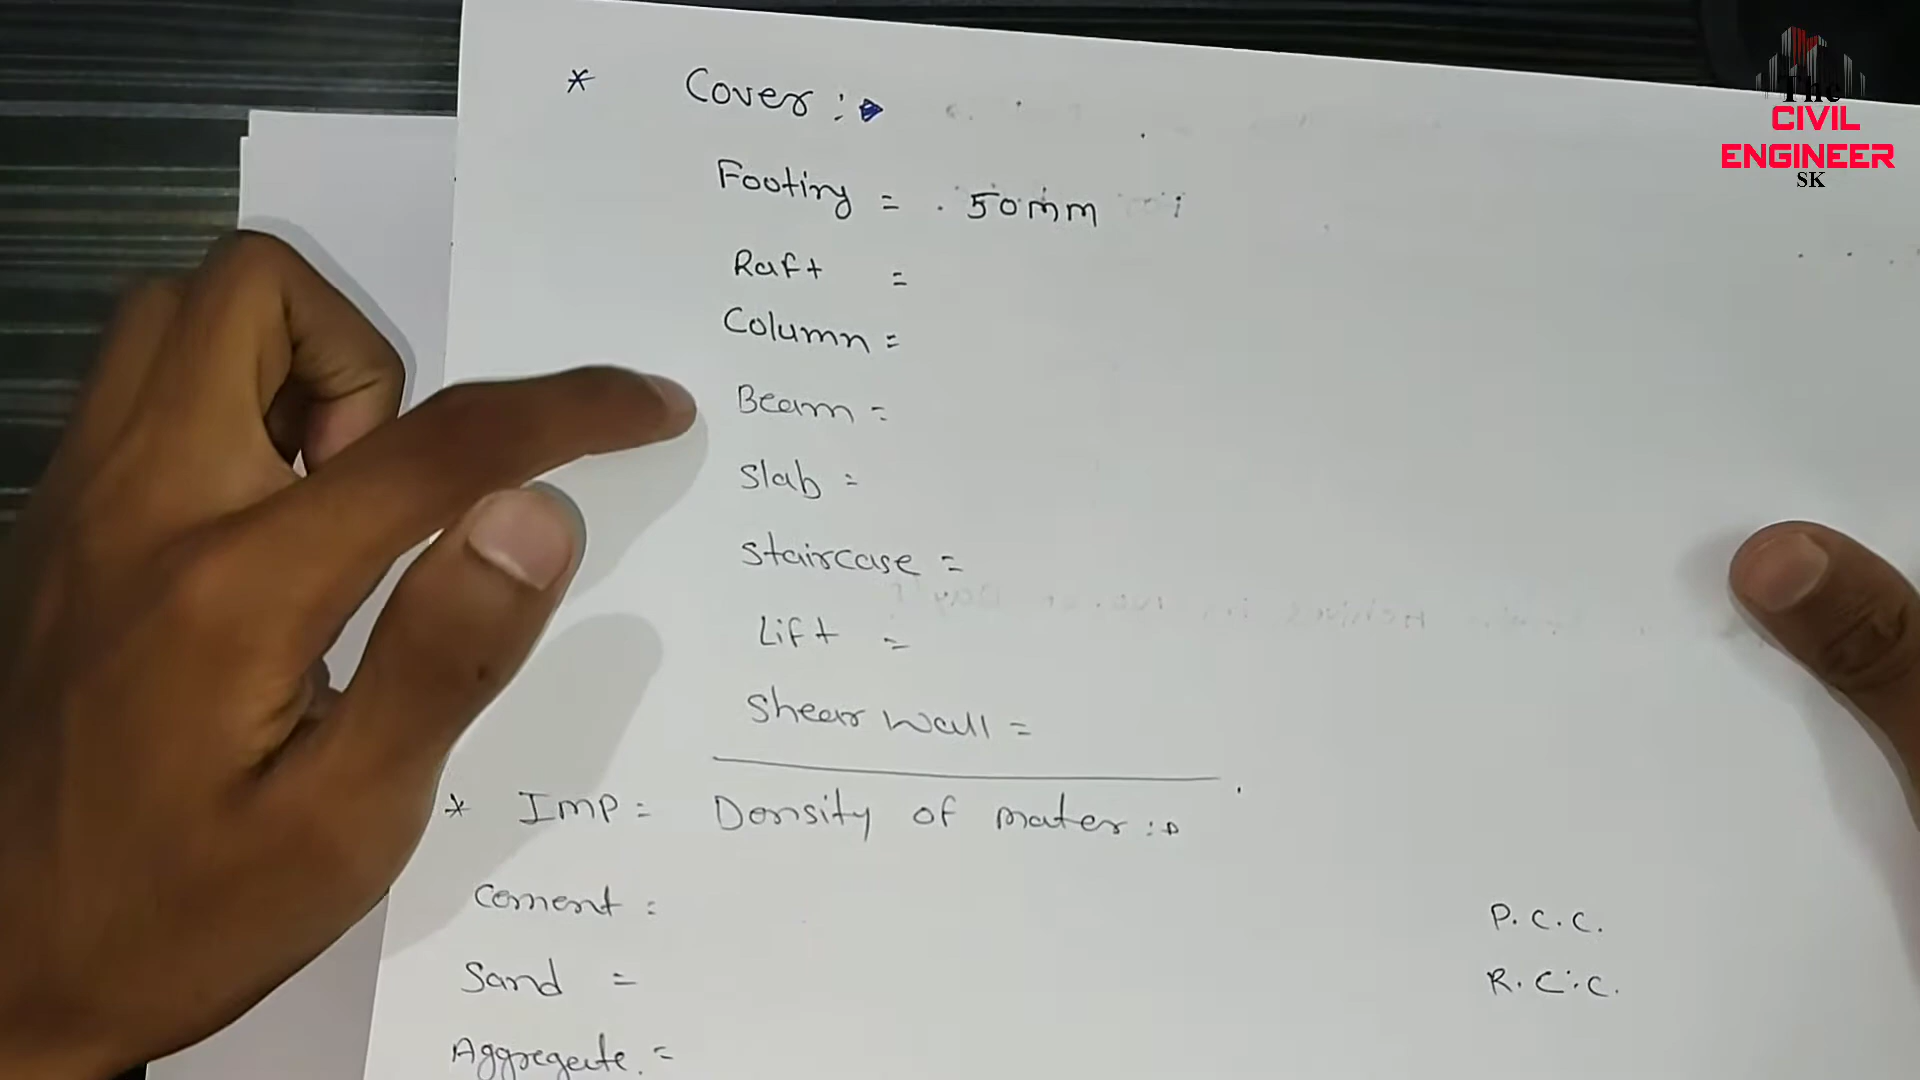 * Cover :
Footing = 50mm
Raft =
Column =
Beam =
Slab =
Staircase =
Lift =
Shear Wall =
* Imp = Density of mater :
Cement =
Sand =
Aggregate =
P.C.C.
R.C.C.
The
CIVIL
ENGINEER
SK